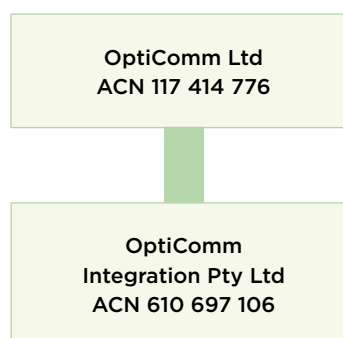 OptiComm Ltd
ACN 117 414 776
OptiComm
Integration Pty Ltd
ACN 610 697 106